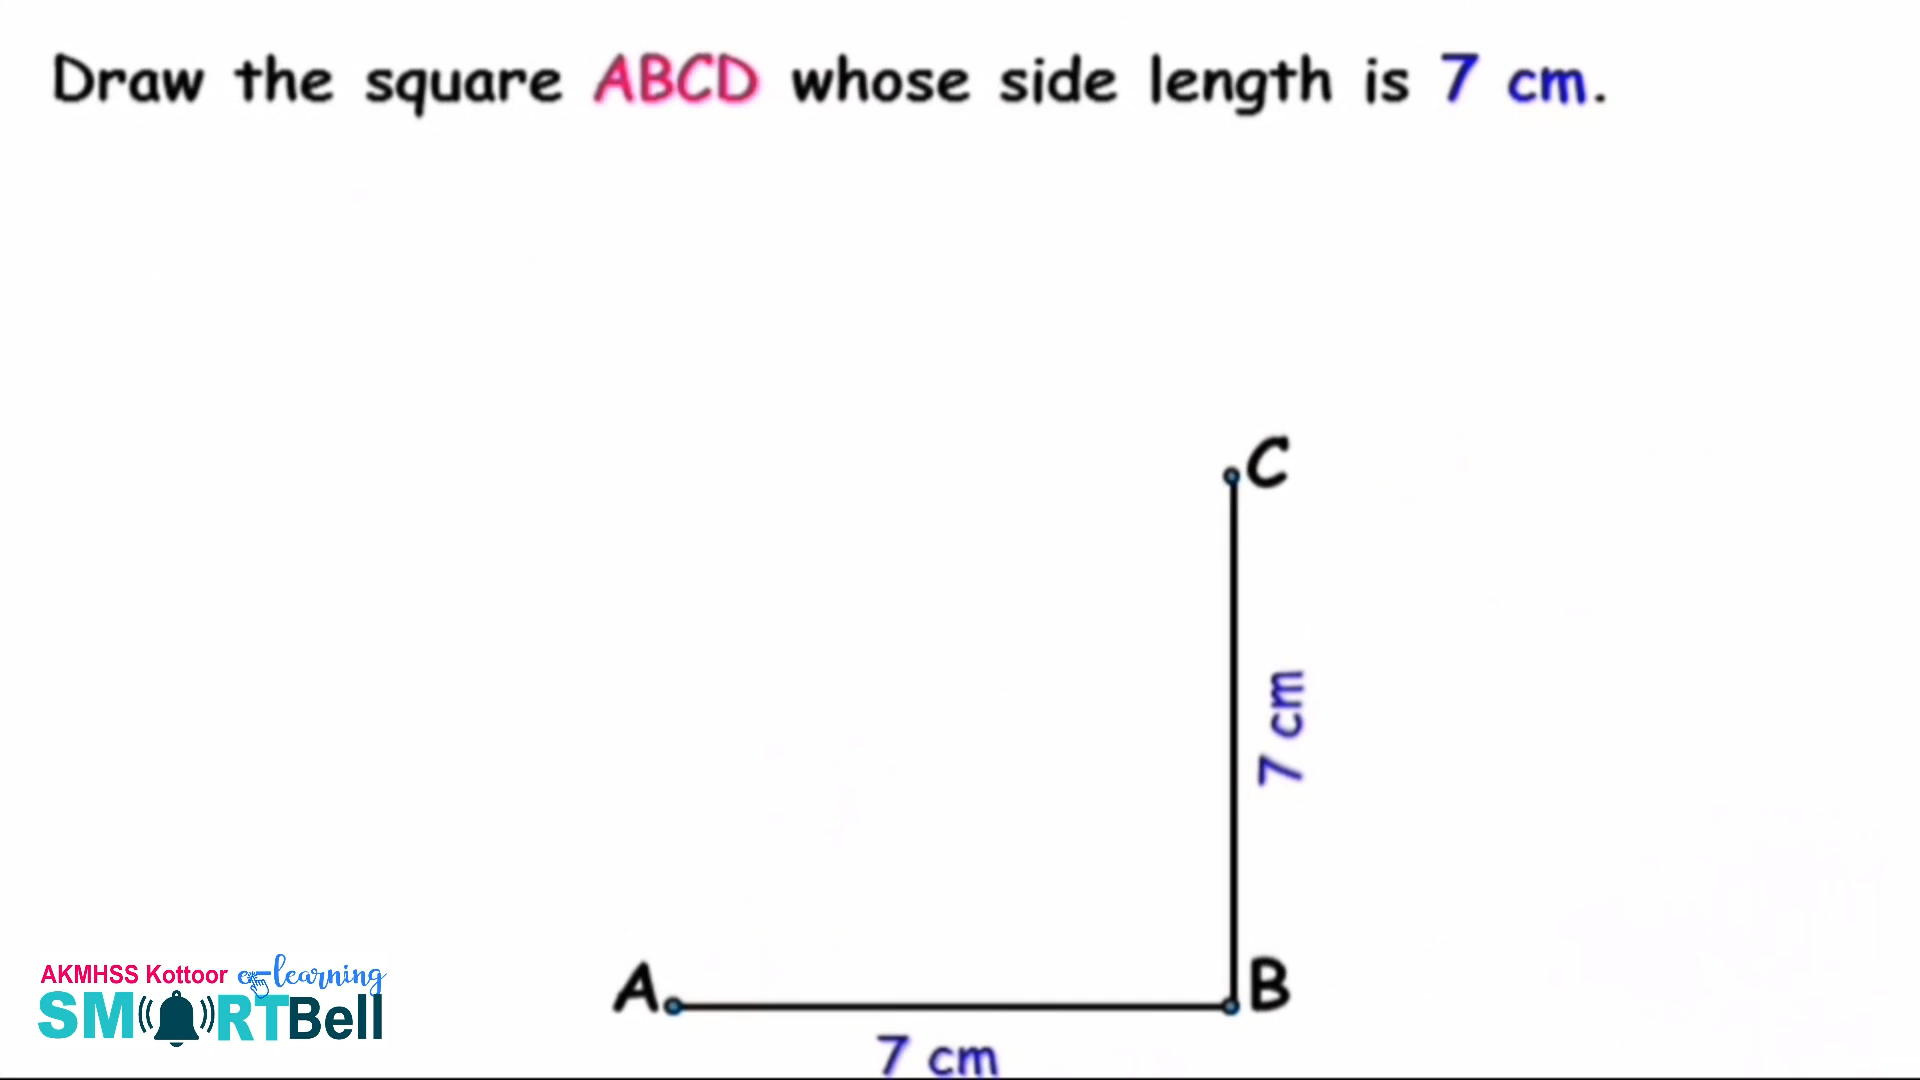 Draw the square ABCD whose side length is 7 cm.
C
7 cm
A
B
7 cm
AKMHSS Kottoor e-learning
SMARTBell